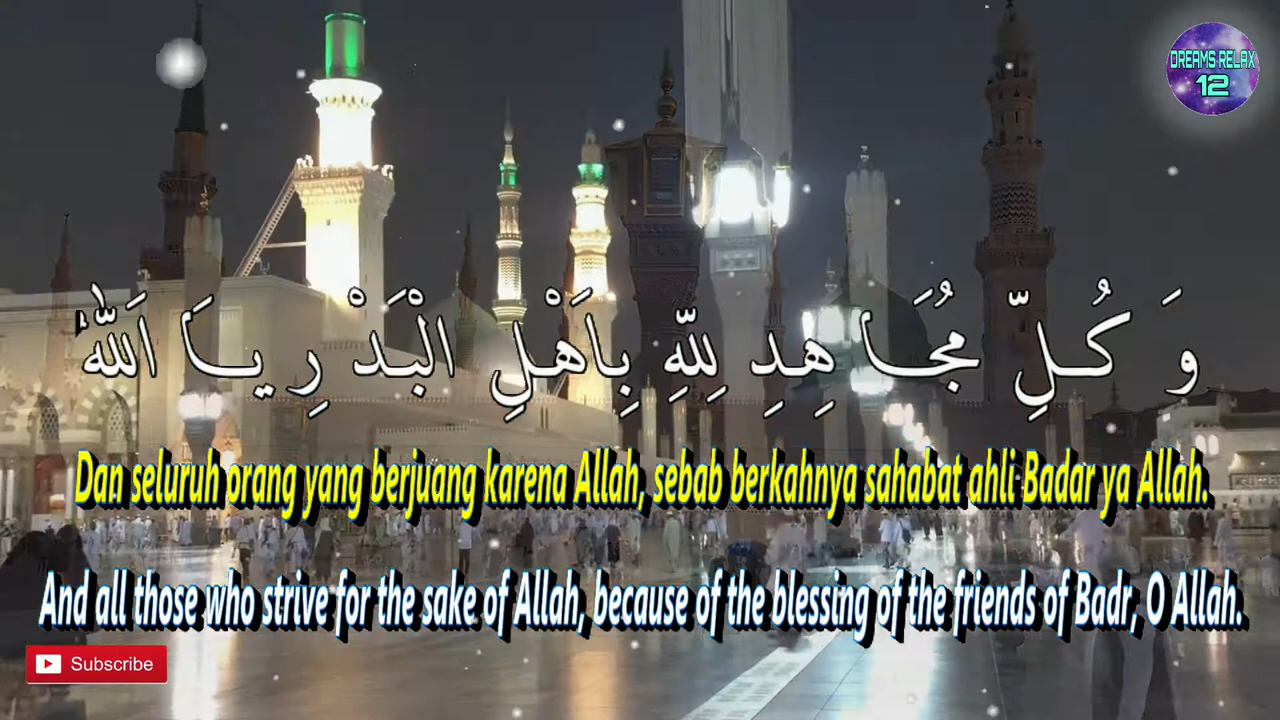 DREAMS RELAX
12
وَ كُلِّ مُجَاهِدِ لِلّٰهِ بِاَهْلِ الْبَدْرِ يَا اَللّٰهُ
Dan seluruh orang yang berjuang karena Allah, sebab berkahnya sahabat ahli Badar ya Allah.
And all those who strive for the sake of Allah, because of the blessing of the friends of Badr, O Allah.
Subscribe